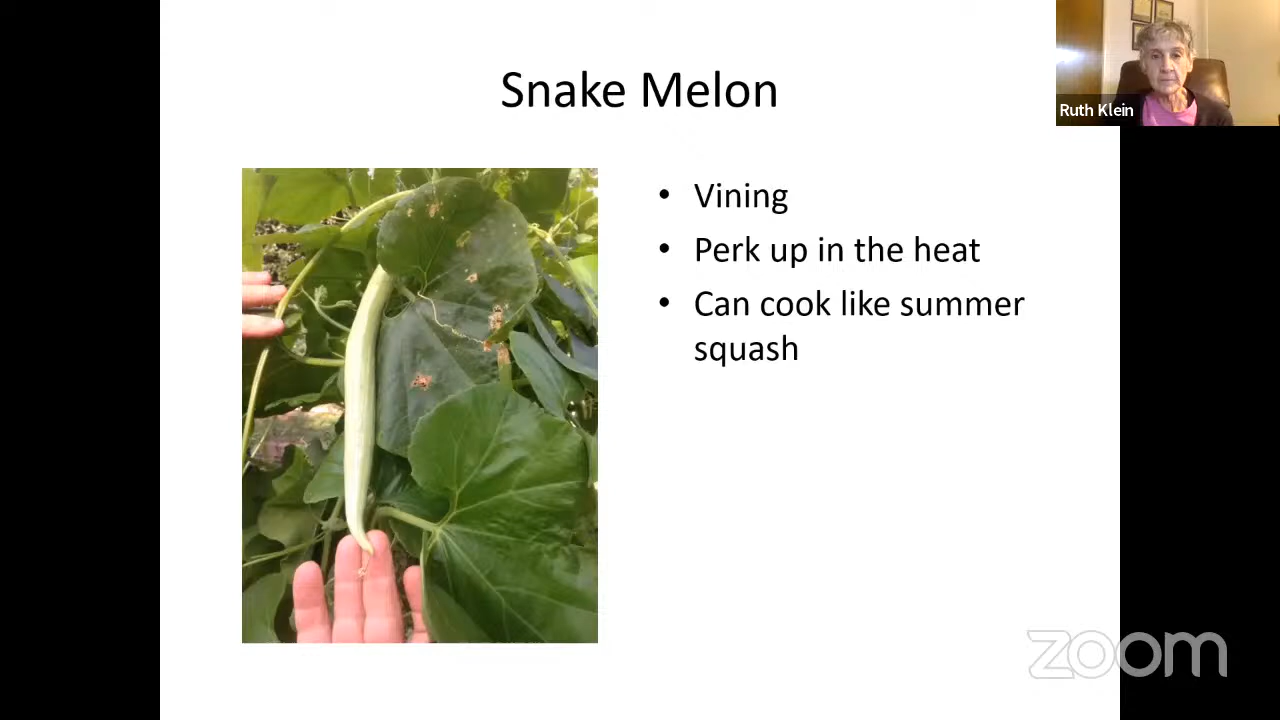 Snake Melon
Ruth Klein
• Vining
• Perk up in the heat
• Can cook like summer
squash
zoom